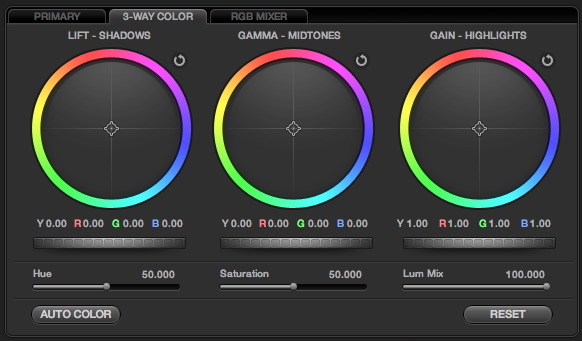 PRIMARY 3-WAY COLOR RGB MIXER
LIFT - SHADOWS GAMMA - MIDTONES GAIN - HIGHLIGHTS
Y 0.00 R 0.00 G 0.00 B 0.00 Y 0.00 R 0.00 G 0.00 B 0.00 Y 1.00 R 1.00 G 1.00 B 1.00
Hue 50.000 Saturation 50.000 Lum Mix 100.000
AUTO COLOR RESET